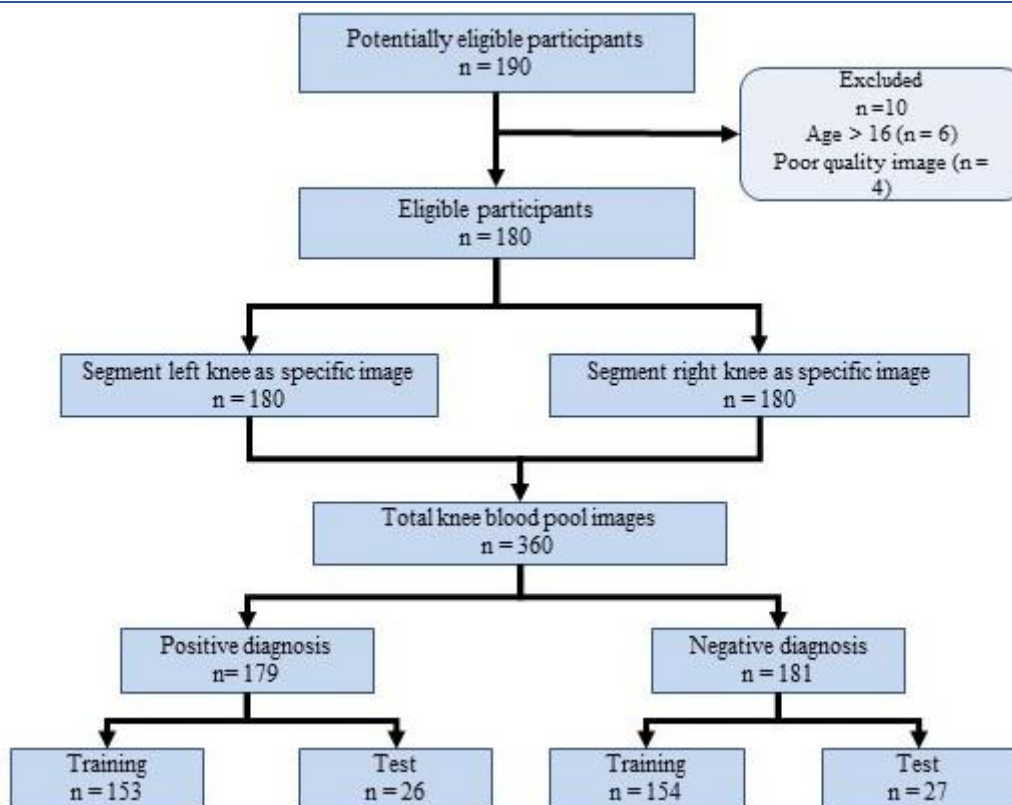 Potentially eligible participants
n = 190
Excluded
n =10
Age > 16 (n = 6)
Poor quality image (n =
4)
Eligible participants
n = 180
Segment left knee as specific image
n = 180
Segment right knee as specific image
n = 180
Total knee blood pool images
n = 360
Positive diagnosis
n= 179
Negative diagnosis
n = 181
Training
n = 153
Test
n = 26
Training
n = 154
Test
n = 27